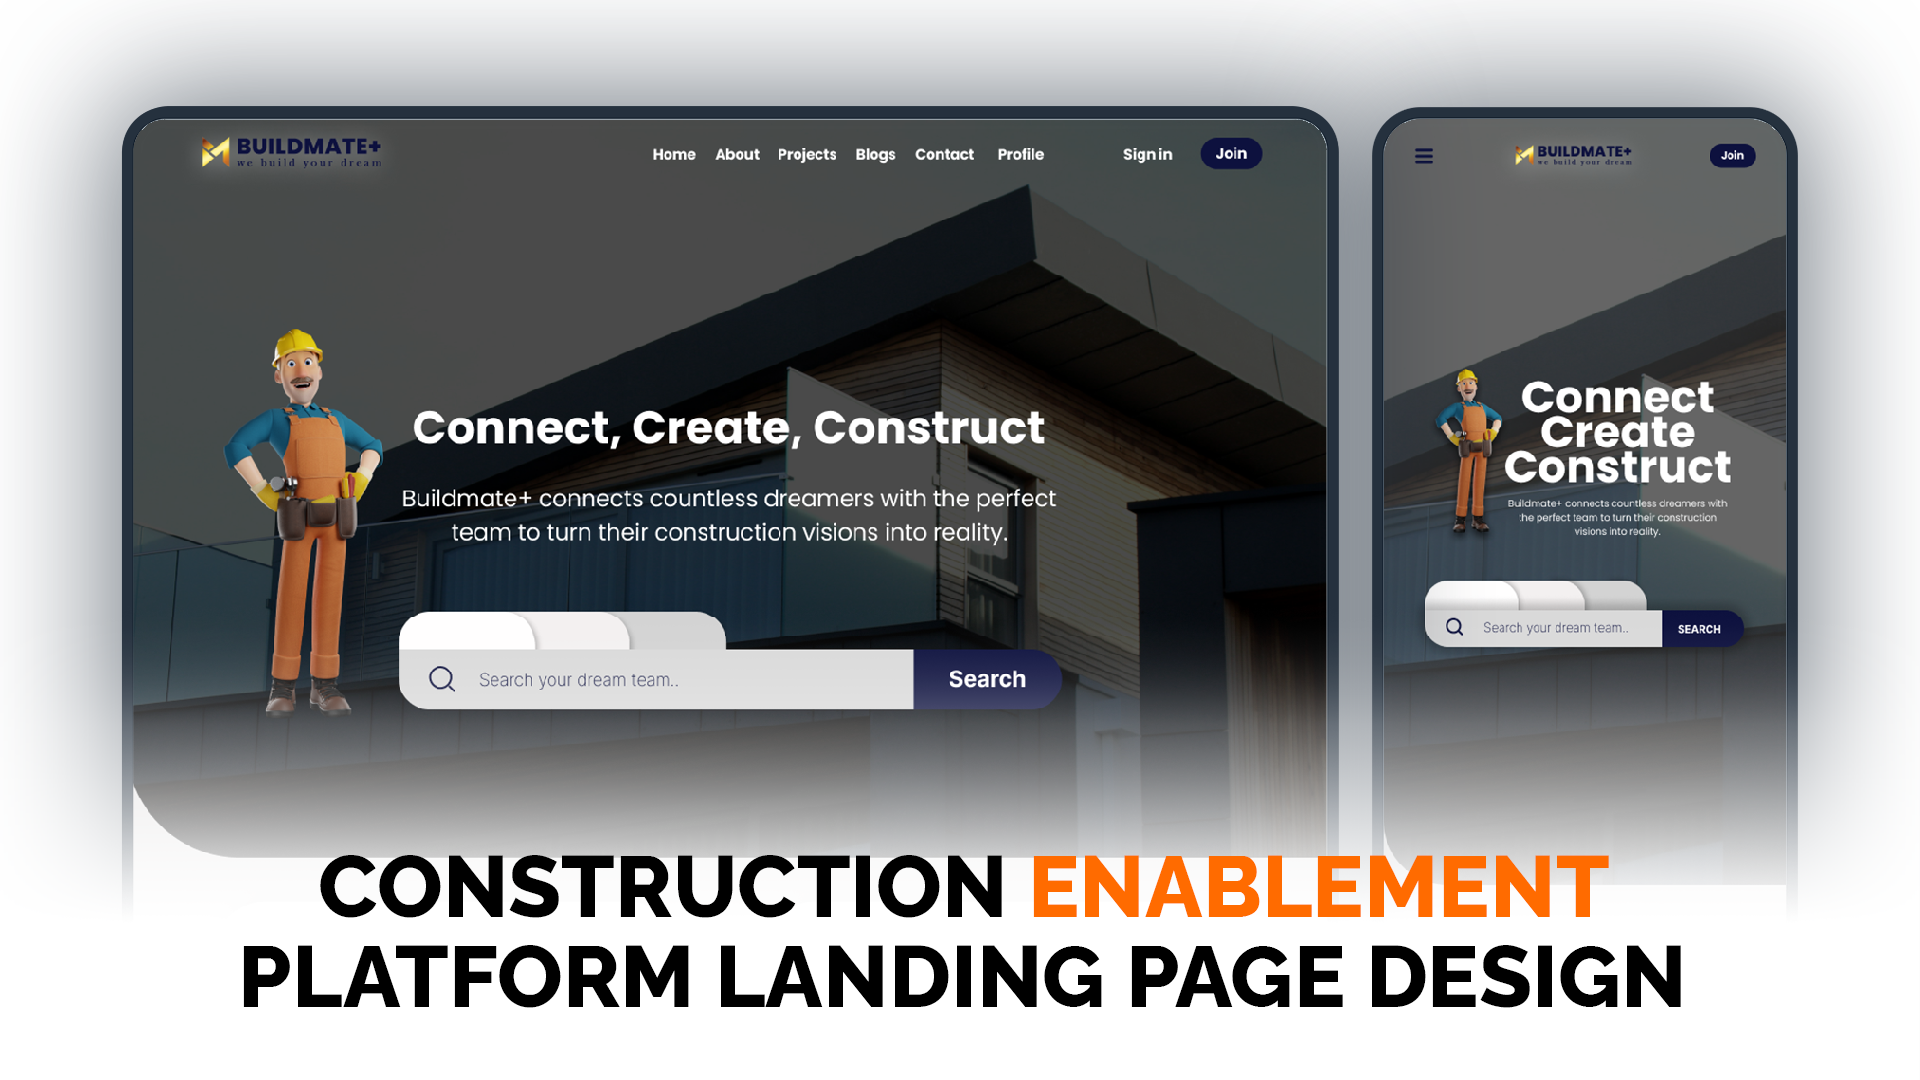 BUILDMATE+
we build your dream
Home About Projects Blogs Contact Profile
Sign in
Join
Connect, Create, Construct
Buildmate+ connects countless dreamers with the perfect
team to turn their construction visions into reality.
Search your dream team..
Search
BUILDMATE+
we build your dream
Join
Connect
Create
Construct
Buildmate+ connects countless dreamers with
the perfect team to turn their construction
visions into reality.
Search your dream team..
SEARCH
CONSTRUCTION ENABLEMENT
PLATFORM LANDING PAGE DESIGN